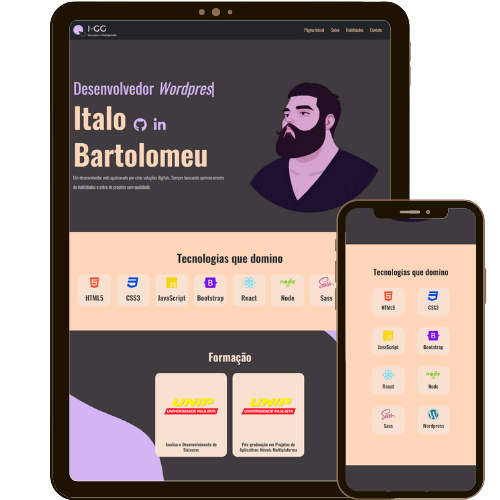 I-GG
Página Inicial Sobre Habilidades Contato
Desenvolvedor Wordpres|
Italo
Bartolomeu
Um desenvolvedor web apaixonado por criar soluções digitais. Sempre buscando aprimoramento
de habilidades e entre de projetos com qualidade.
Tecnologias que domino
HTML5 CSS3 JavaScript Bootstrap React Node Sass
Formação
UNIP UNIP
UNIVERSIDADE PAULISTA UNIVERSIDADE PAULISTA
Analise e Desenvolvimento de
Sistemas
Pós-graduação em Projetos de
Aplicativos Móveis Multiplataforma
Tecnologias que domino
HTML5 CSS3
JavaScript Bootstrap
React Node
Sass Wordpress